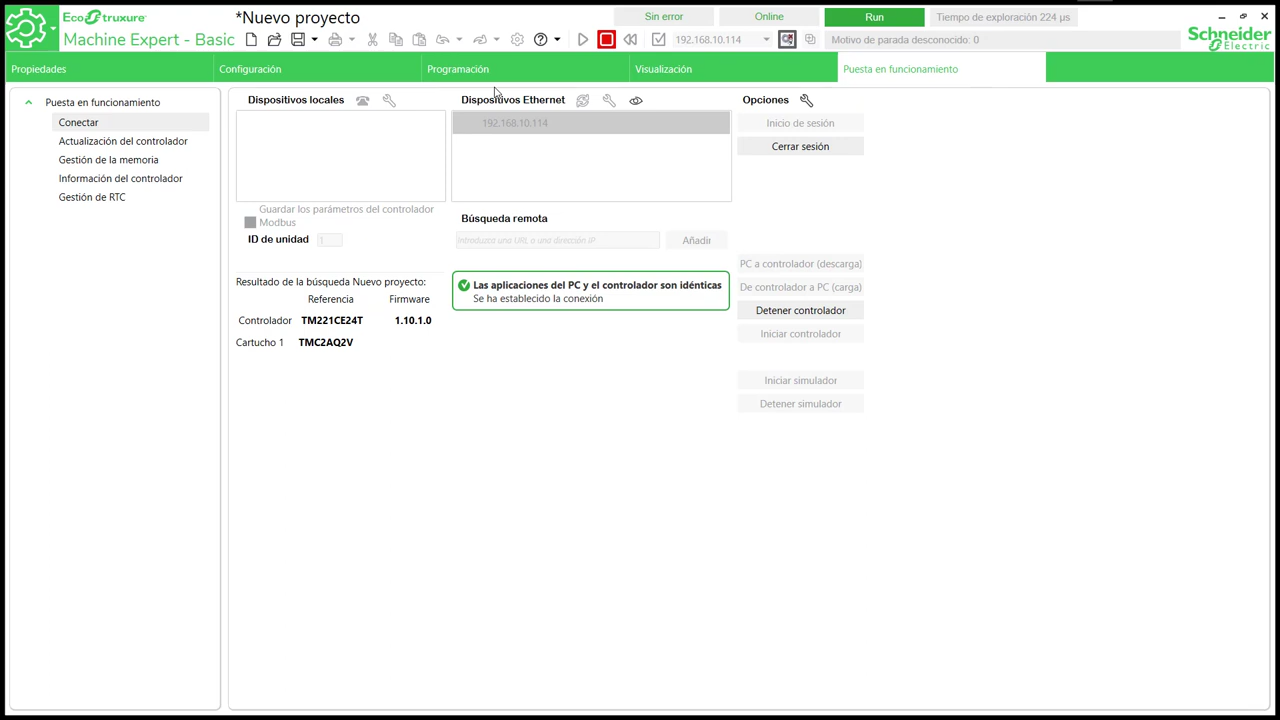 EcoStruxure
Machine Expert - Basic
*Nuevo proyecto
Sin error
Online
Run
Tiempo de exploración 224 µs
192.168.10.114
Motivo de parada desconocido: 0
Schneider
Electric
Propiedades
Configuración
Programación
Visualización
Puesta en funcionamiento
Puesta en funcionamiento
Conectar
Actualización del controlador
Gestión de la memoria
Información del controlador
Gestión de RTC
Dispositivos locales
Guardar los parámetros del controlador
Modbus
ID de unidad 1
Resultado de la búsqueda Nuevo proyecto:
Referencia Firmware
Controlador TM221CE24T 1.10.1.0
Cartucho 1 TMC2AQ2V
Dispositivos Ethernet
192.168.10.114
Búsqueda remota
Introduzca una URL o una dirección IP
Añadir
Las aplicaciones del PC y el controlador son idénticas
Se ha establecido la conexión
Opciones
Inicio de sesión
Cerrar sesión
PC a controlador (descarga)
De controlador a PC (carga)
Detener controlador
Iniciar controlador
Iniciar simulador
Detener simulador